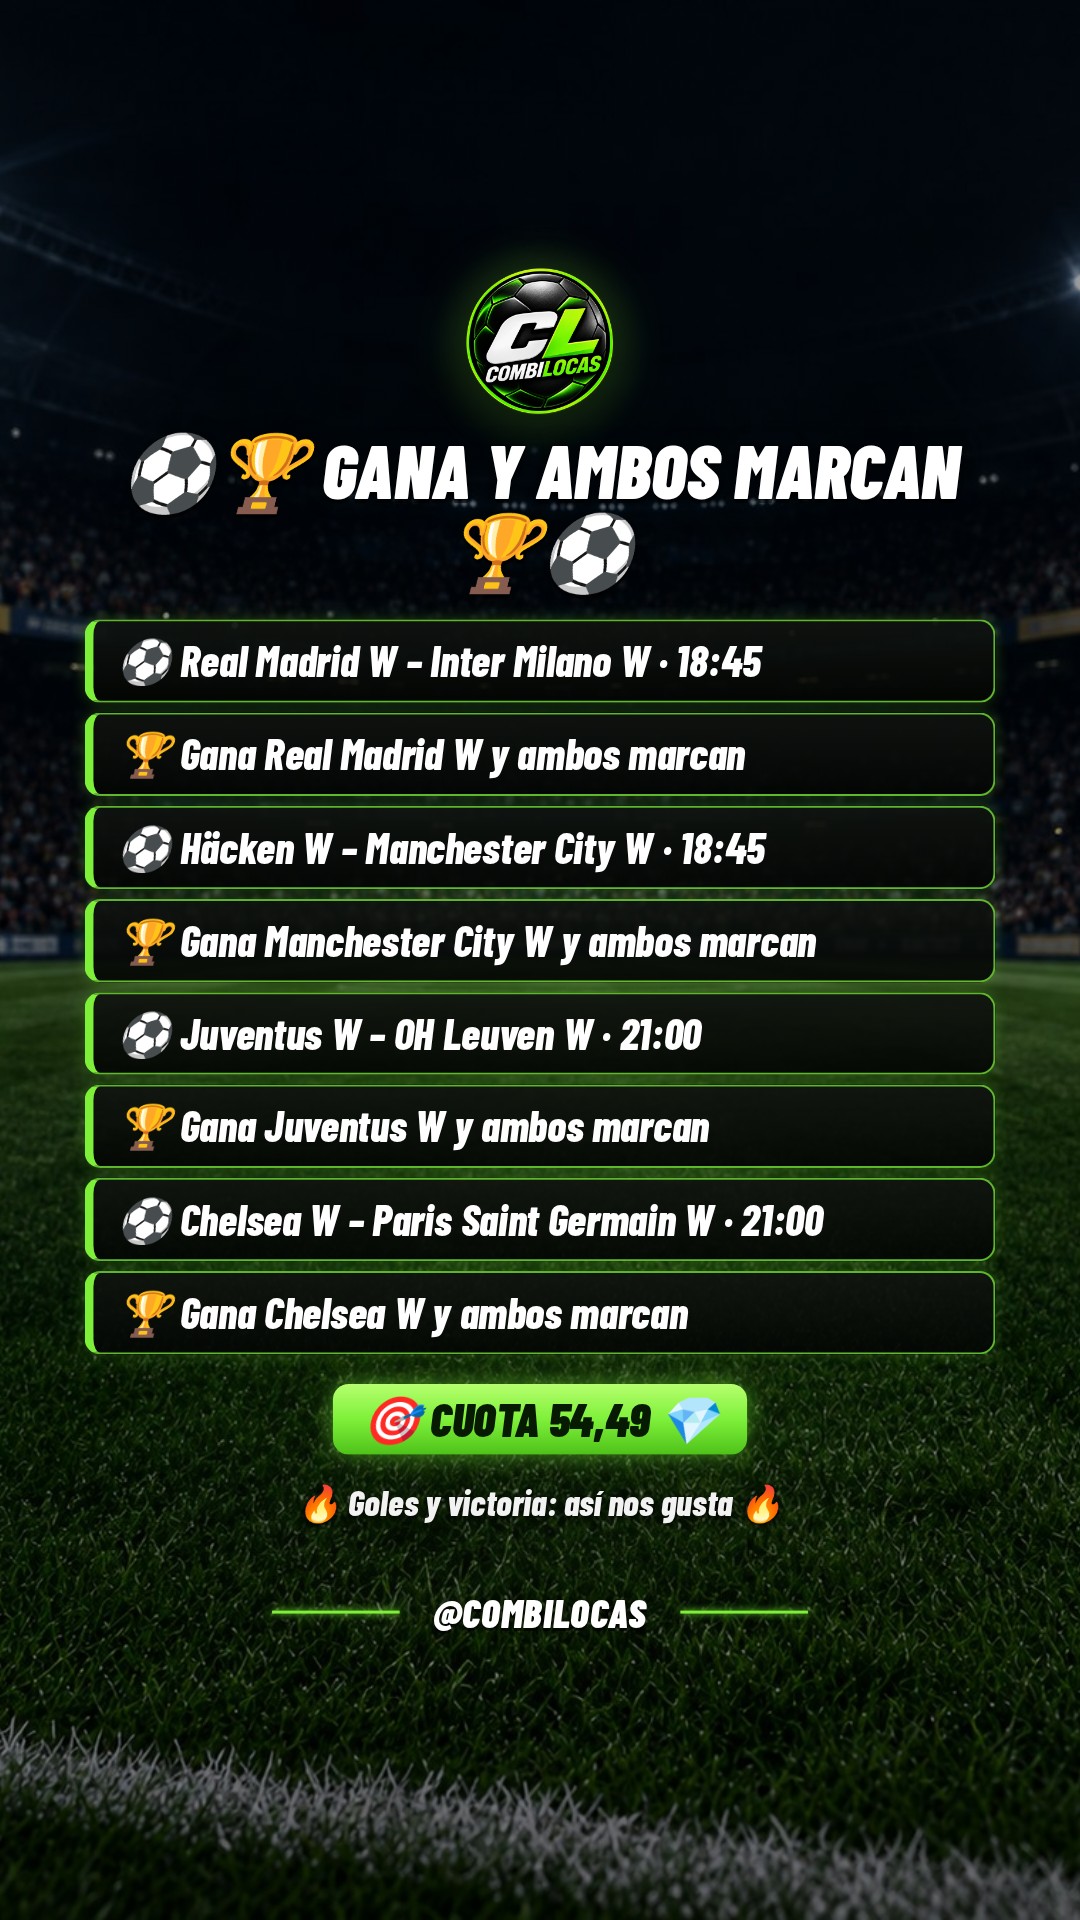 CL
COMBILOCAS
⚽🏆 GANA Y AMBOS MARCAN
🏆⚽
⚽ Real Madrid W – Inter Milano W · 18:45
🏆 Gana Real Madrid W y ambos marcan
⚽ Häcken W – Manchester City W · 18:45
🏆 Gana Manchester City W y ambos marcan
⚽ Juventus W – OH Leuven W · 21:00
🏆 Gana Juventus W y ambos marcan
⚽ Chelsea W – Paris Saint Germain W · 21:00
🏆 Gana Chelsea W y ambos marcan
🎯 CUOTA 54,49 💎
🔥 Goles y victoria: así nos gusta 🔥
@COMBILOCAS